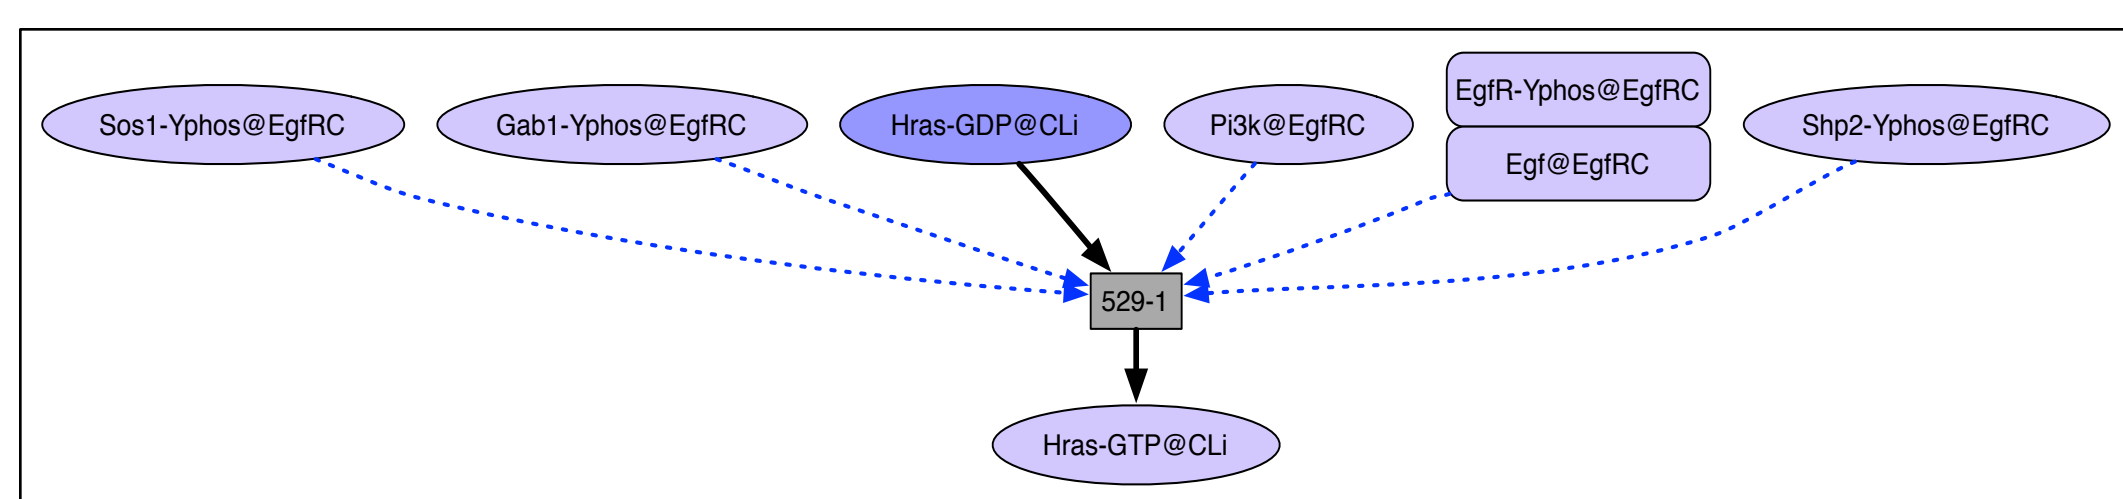 Sos1-Yphos@EgfRC
Gab1-Yphos@EgfRC
Hras-GDP@CLi
Pi3k@EgfRC
EgfR-Yphos@EgfRC
Egf@EgfRC
Shp2-Yphos@EgfRC
529-1
Hras-GTP@CLi